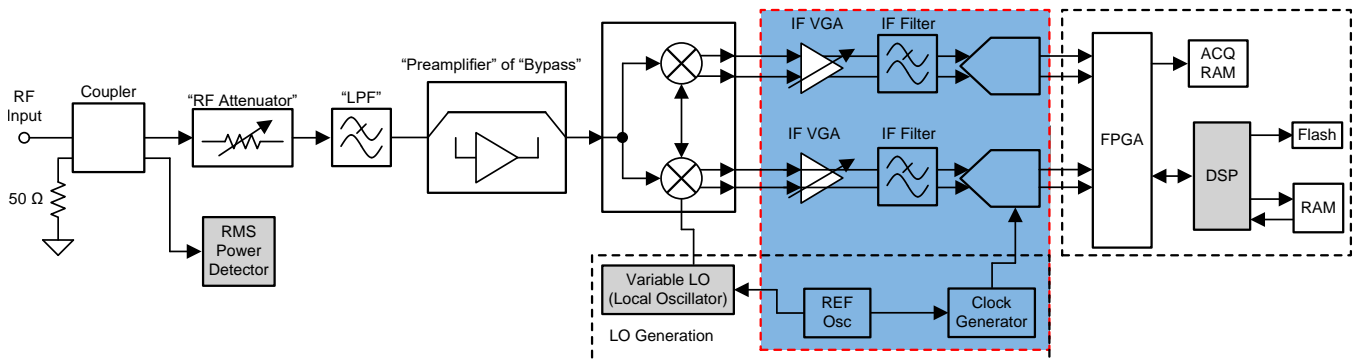 RF
Input
50 Ω
Coupler
RMS
Power
Detector
“RF Attenuator”
“LPF”
“Preamplifier” of “Bypass”
IF VGA
IF Filter
IF VGA
IF Filter
Variable LO
(Local Oscillator)
LO Generation
REF
Osc
Clock
Generator
FPGA
ACQ
RAM
DSP
Flash
RAM